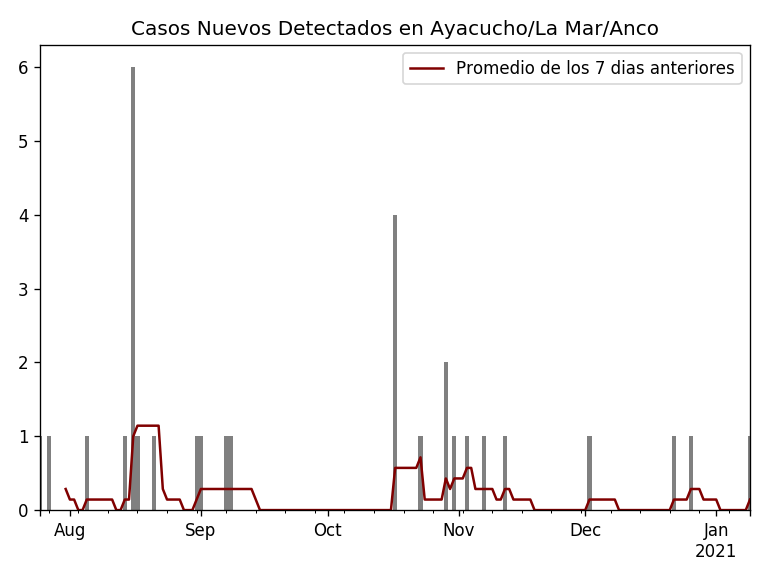 Casos Nuevos Detectados en Ayacucho/La Mar/Anco
Promedio de los 7 dias anteriores
6
5
4
3
2
1
0
Aug Sep Oct Nov Dec Jan
2021